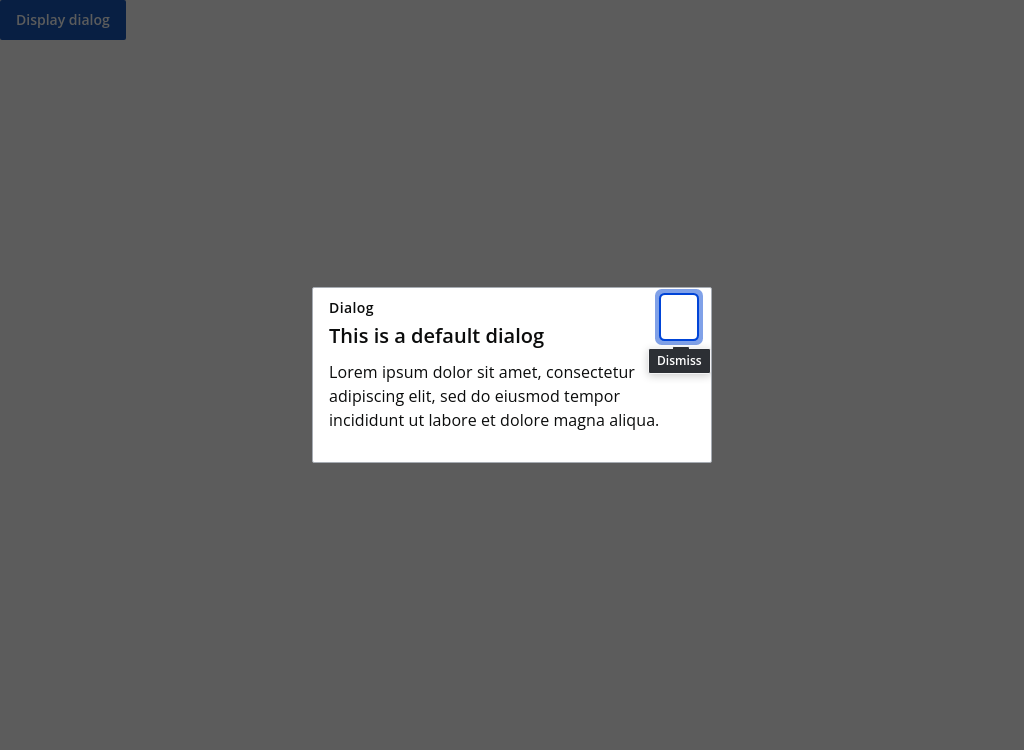 Display dialog
Dialog
This is a default dialog
Dismiss
Lorem ipsum dolor sit amet, consectetur
adipiscing elit, sed do eiusmod tempor
incididunt ut labore et dolore magna aliqua.